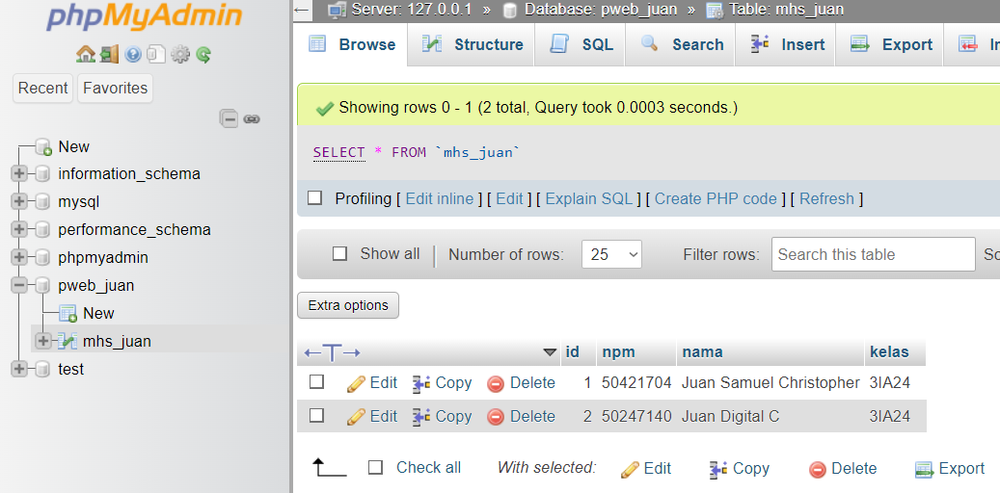 phpMyAdmin
Recent Favorites
New
information_schema
mysql
performance_schema
phpmyadmin
pweb_juan
New
mhs_juan
test
Server: 127.0.0.1 » Database: pweb_juan » Table: mhs_juan
Browse Structure SQL Search Insert Export
Showing rows 0 - 1 (2 total, Query took 0.0003 seconds.)
SELECT * FROM `mhs_juan`
Profiling [ Edit inline ] [ Edit ] [ Explain SQL ] [ Create PHP code ] [ Refresh ]
Show all Number of rows: 25 Filter rows: Search this table
Extra options
id npm nama kelas
Edit Copy Delete 1 50421704 Juan Samuel Christopher 3IA24
Edit Copy Delete 2 50247140 Juan Digital C 3IA24
Check all With selected: Edit Copy Delete Export